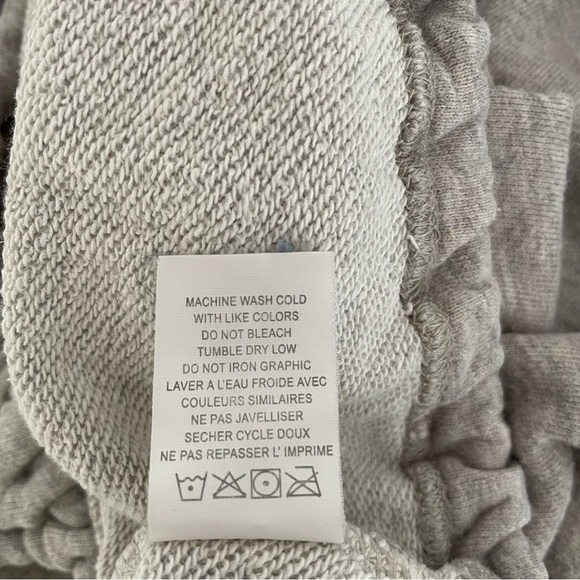 MACHINE WASH COLD
WITH LIKE COLORS
DO NOT BLEACH
TUMBLE DRY LOW
DO NOT IRON GRAPHIC
LAVER A L'EAU FROIDE AVEC
COULEURS SIMILAIRES
NE PAS JAVELLISER
SECHER CYCLE DOUX
NE PAS REPASSER L' IMPRIME